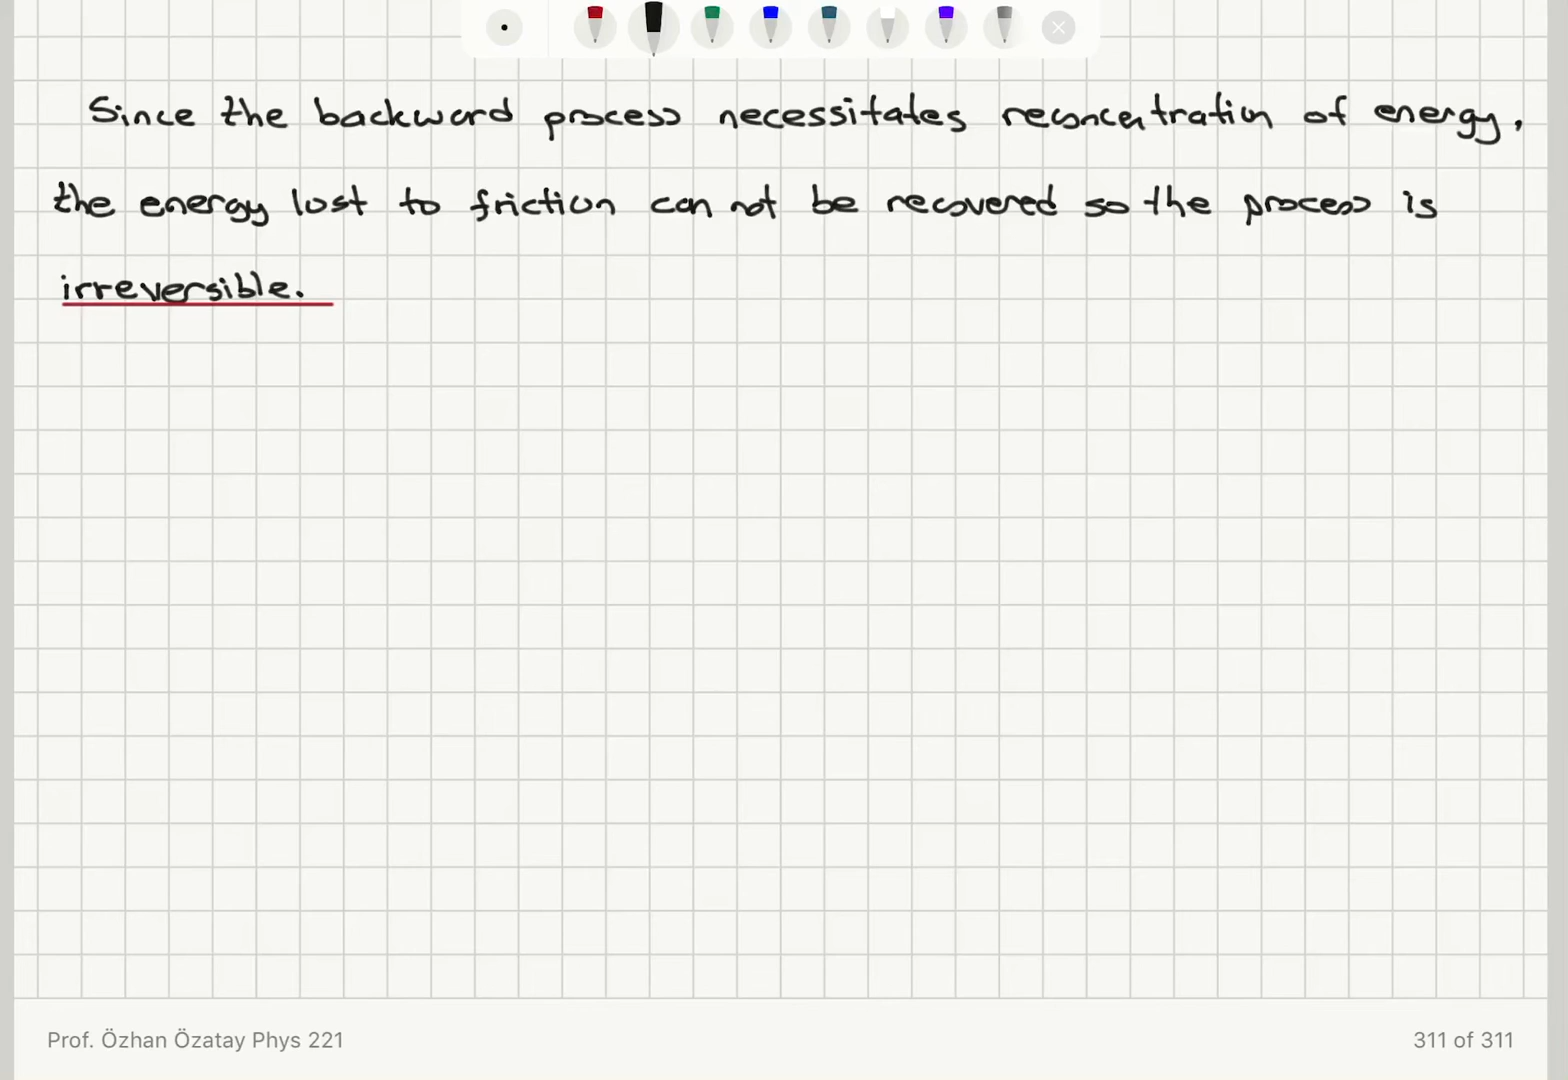 Since the backward process necessitates reconcentration of energy,
the energy lost to friction can not be recovered so the process is
irreversible.
Prof. Özhan Özatay Phys 221
311 of 311